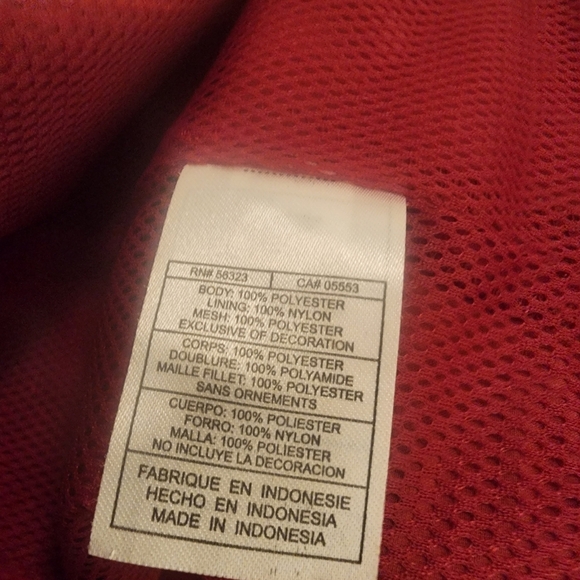 RN# 56323 CA# 05553
BODY: 100% POLYESTER
LINING: 100% NYLON
MESH: 100% POLYESTER
EXCLUSIVE OF DECORATION
CORPS: 100% POLYESTER
DOUBLURE: 100% POLYAMIDE
MAILLE FILLET: 100% POLYESTER
SANS ORNEMENTS
CUERPO: 100% POLIESTER
FORRO: 100% NYLON
MALLA: 100% POLIESTER
NO INCLUYE LA DECORACION
FABRIQUE EN INDONESIE
HECHO EN INDONESIA
MADE IN INDONESIA